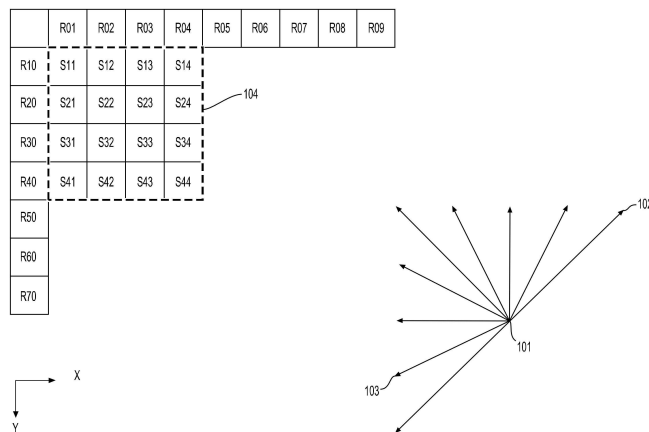 R01 R02 R03 R04 R05 R06 R07 R08 R09
R10 S11 S12 S13 S14
104
R20 S21 S22 S23 S24
R30 S31 S32 S33 S34
R40 S41 S42 S43 S44
R50
102
R60
R70
101
X
103
Y